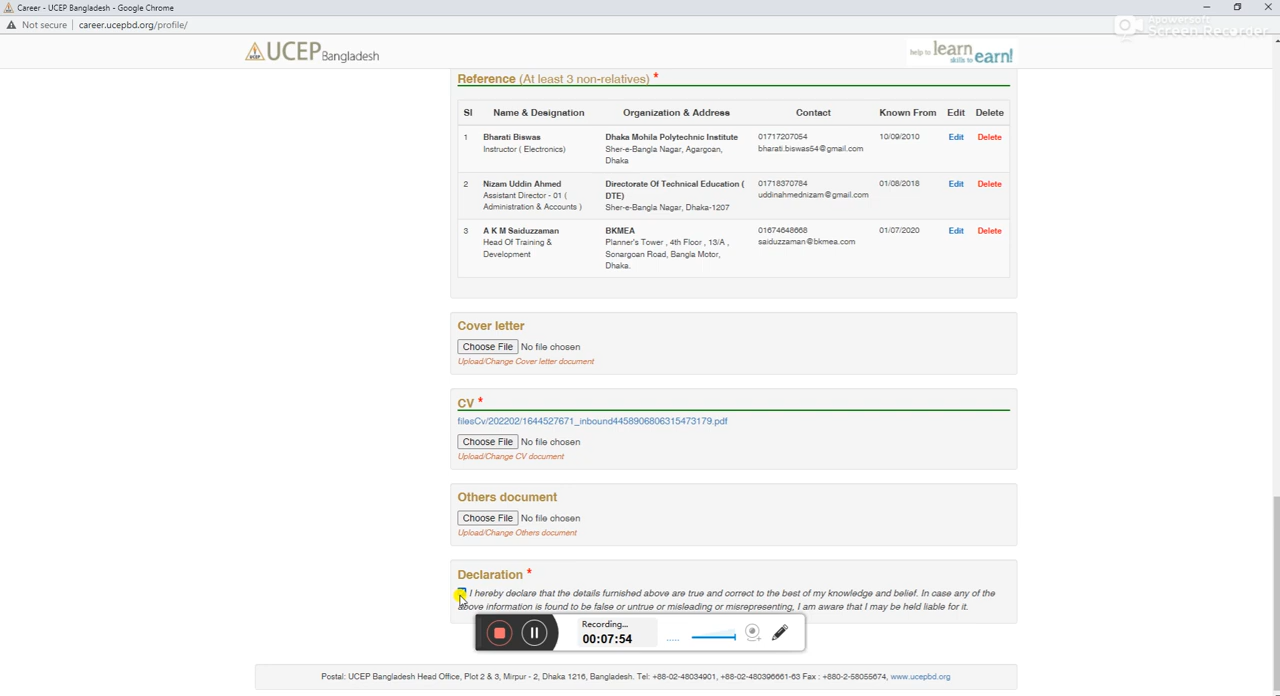 Career - UCEP Bangladesh - Google Chrome
Not secure career.ucepbd.org/profile/
Apowersoft
Screen Recorder
UCEP Bangladesh
help to learn
skills to earn!
Reference (At least 3 non-relatives) *
Sl Name & Designation Organization & Address Contact Known From Edit Delete
1 Bharati Biswas Dhaka Mohila Polytechnic Institute 01717207054 10/09/2010 Edit Delete
Instructor ( Electronics) Sher-e-Bangla Nagar, Agargoan, bharati.biswas54@gmail.com
Dhaka
2 Nizam Uddin Ahmed Directorate Of Technical Education ( 01718370784 01/08/2018 Edit Delete
Assistant Director - 01 ( DTE) uddinahmednizam@gmail.com
Administration & Accounts ) Sher-e-Bangla Nagar, Dhaka-1207
3 A K M Saiduzzaman BKMEA 01674648668 01/07/2020 Edit Delete
Head Of Training & Planner's Tower , 4th Floor , 13/A , saiduzzaman@bkmea.com
Development Sonargoan Road, Bangla Motor,
Dhaka.
Cover letter
Choose File No file chosen
Upload/Change Cover letter document
CV *
filesCv/202202/1644527671_inbound4458906806315473179.pdf
Choose File No file chosen
Upload/Change CV document
Others document
Choose File No file chosen
Upload/Change Others document
Declaration *
I hereby declare that the details furnished above are true and correct to the best of my knowledge and belief. In case any of the
above information is found to be false or untrue or misleading or misrepresenting, I am aware that I may be held liable for it.
Recording...
00:07:54
Postal: UCEP Bangladesh Head Office, Plot 2 & 3, Mirpur - 2, Dhaka 1216, Bangladesh. Tel: +88-02-48034901, +88-02-480396661-63 Fax : +880-2-58055674, www.ucepbd.org